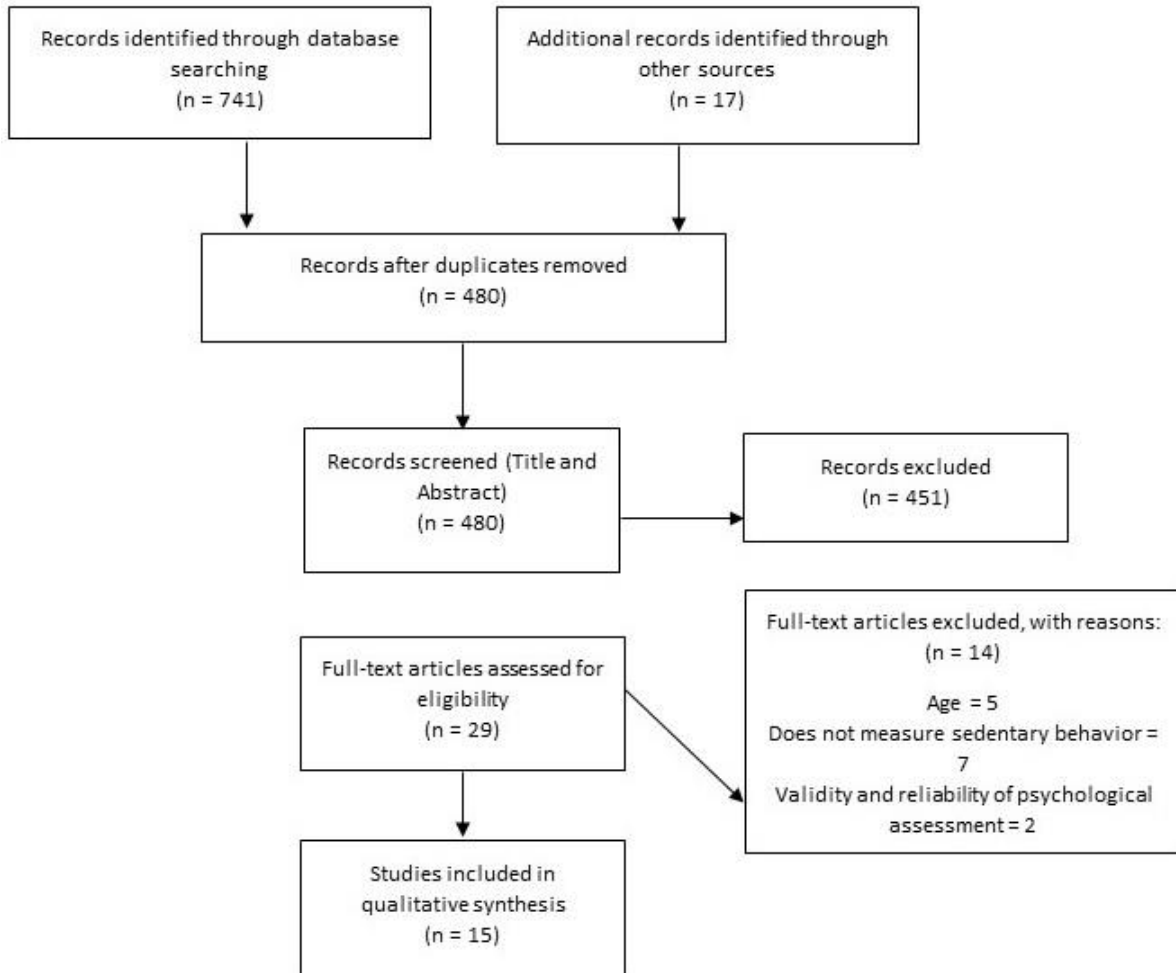 Records identified through database
searching
(n = 741)
Additional records identified through
other sources
(n = 17)
Records after duplicates removed
(n = 480)
Records screened (Title and
Abstract)
(n = 480)
Records excluded
(n = 451)
Full-text articles assessed for
eligibility
(n = 29)
Full-text articles excluded, with reasons:
(n = 14)
Age = 5
Does not measure sedentary behavior =
7
Validity and reliability of psychological
assessment = 2
Studies included in
qualitative synthesis
(n = 15)